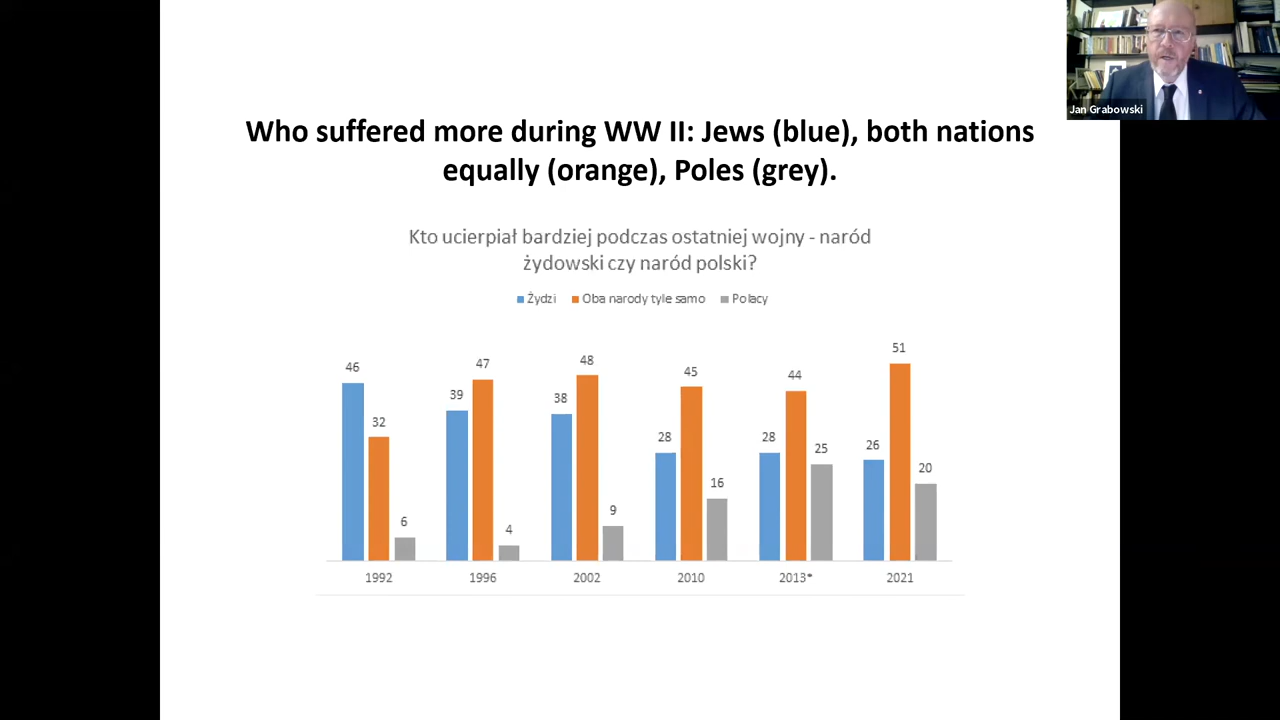 Jan Grabowski
Who suffered more during WW II: Jews (blue), both nations
equally (orange), Poles (grey).
Kto ucierpiał bardziej podczas ostatniej wojny - naród
żydowski czy naród polski?
Żydzi Oba narody tyle samo Polacy
46 32 6
39 47 4
38 48 9
28 45 16
28 44 25
26 51 20
1992 1996 2002 2010 2013* 2021